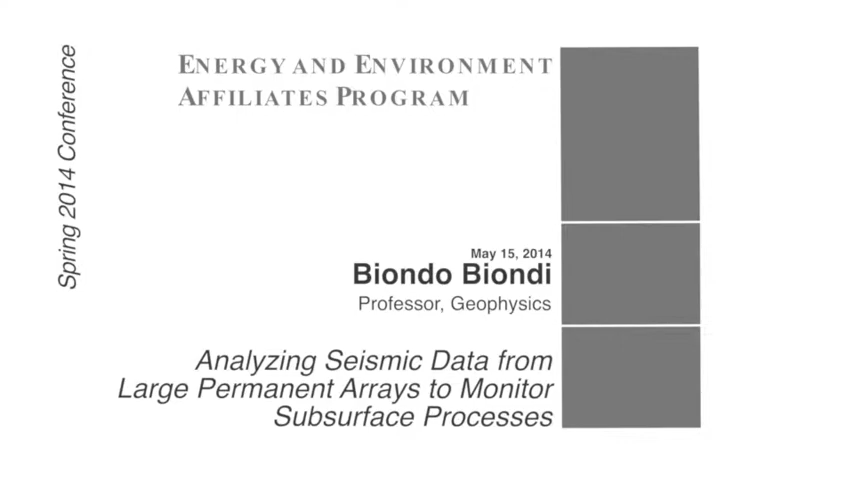 Spring 2014 Conference
ENERGY AND ENVIRONMENT
AFFILIATES PROGRAM
May 15, 2014
Biondo Biondi
Professor, Geophysics
Analyzing Seismic Data from
Large Permanent Arrays to Monitor
Subsurface Processes